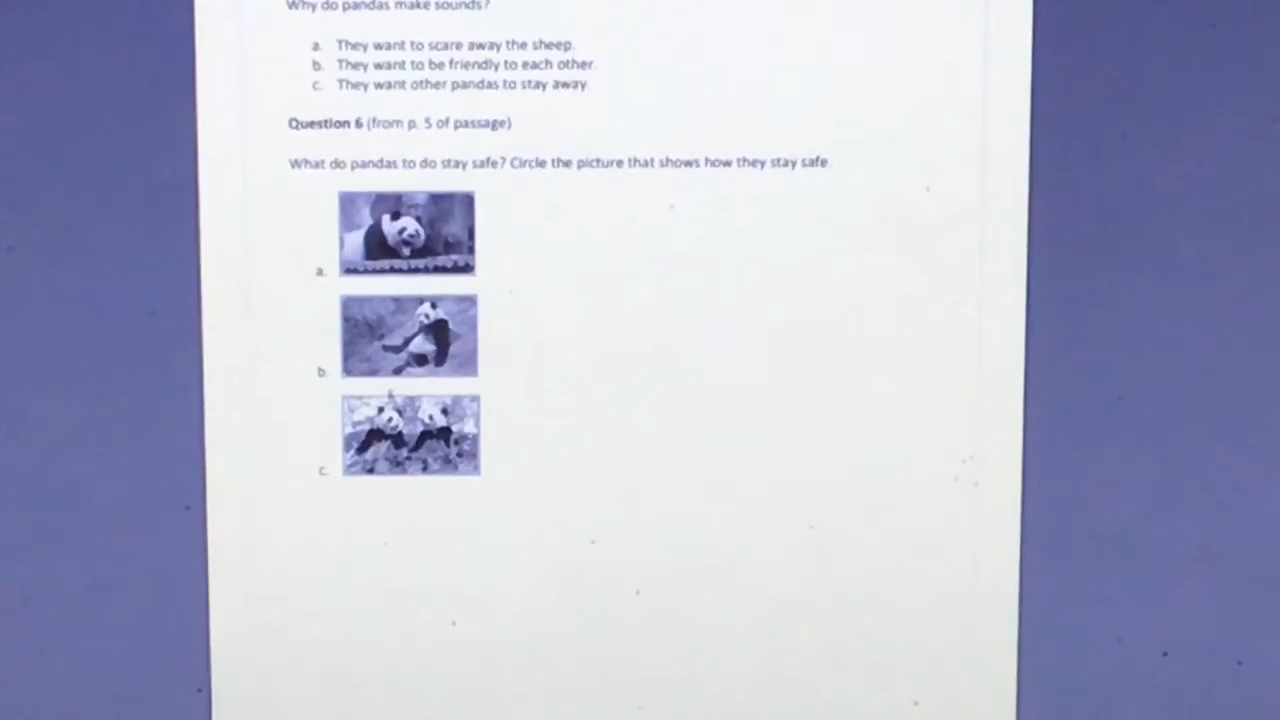 Why do pandas make sounds?
a. They want to scare away the sheep.
b. They want to be friendly to each other.
c. They want other pandas to stay away.
Question 6 (from p. 5 of passage)
What do pandas to do stay safe? Circle the picture that shows how they stay safe.
a.
b.
c.